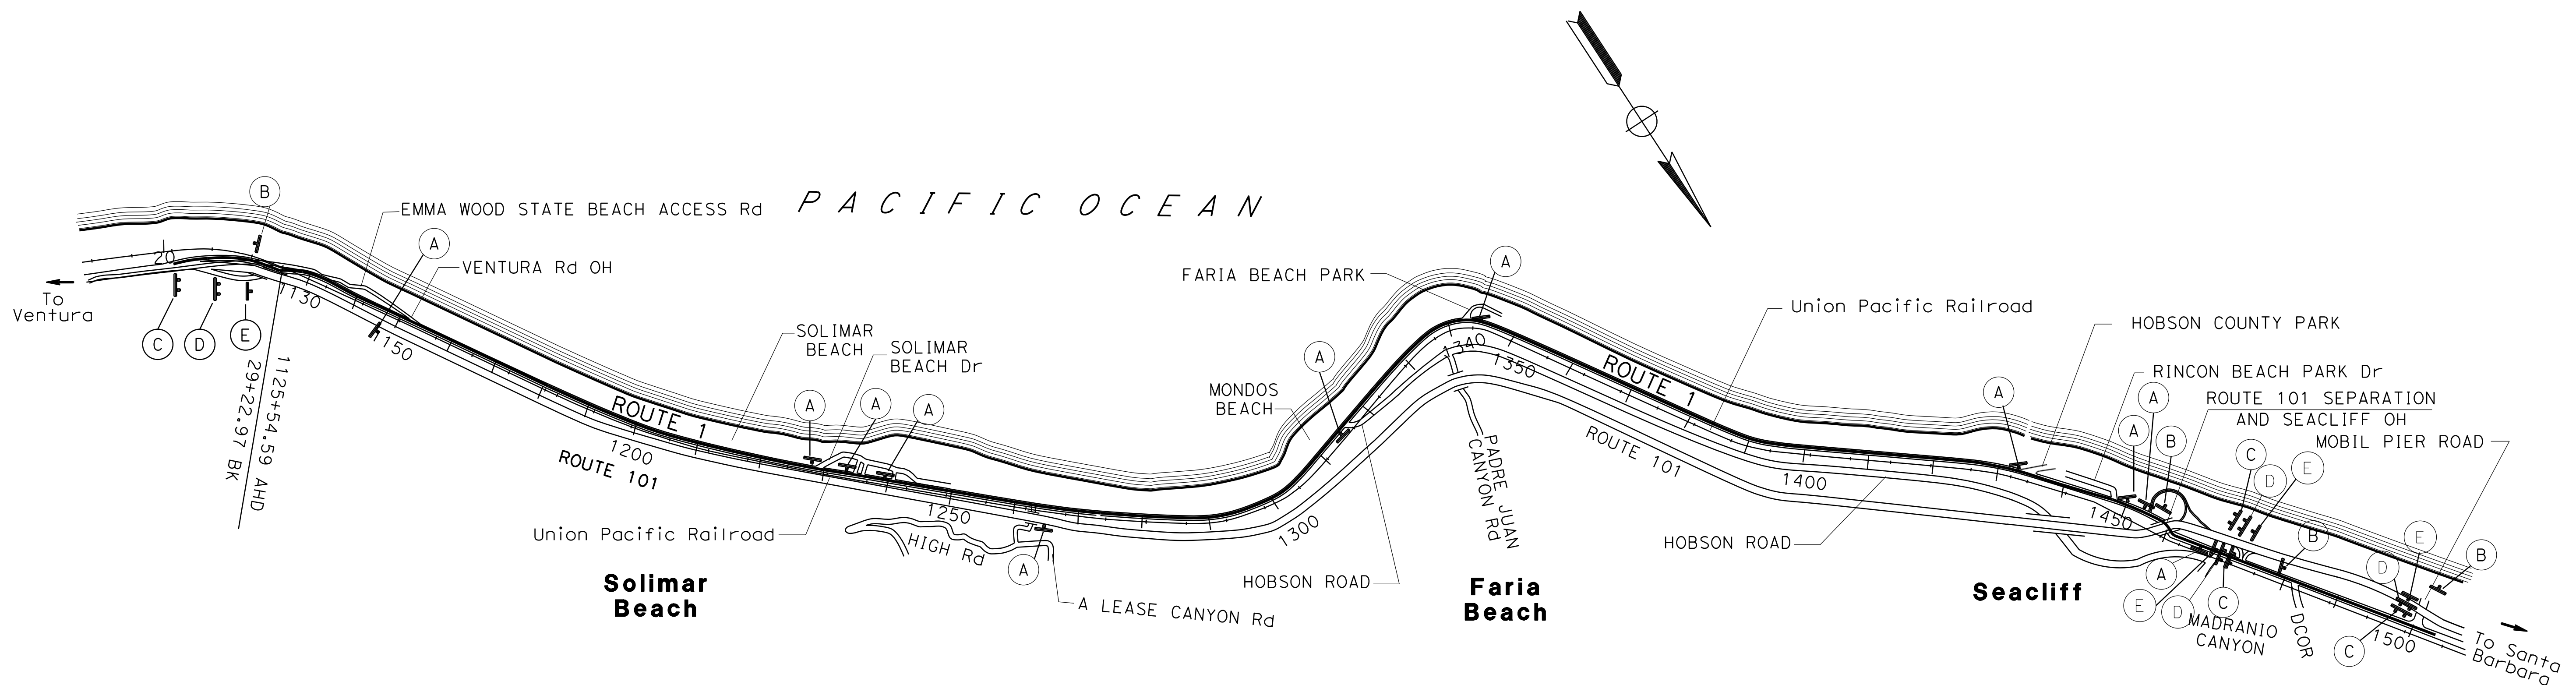 B
EMMA WOOD STATE BEACH ACCESS Rd
PACIFIC OCEAN
A
20
VENTURA Rd OH
To
Ventura
C
D
E
1130
1150
1125+54.59 AHD
29+22.97 BK
SOLIMAR
BEACH
SOLIMAR
BEACH Dr
ROUTE 1
1200
ROUTE 101
A
A
A
Union Pacific Railroad
1250
HIGH Rd
A
A LEASE CANYON Rd
Solimar
Beach
FARIA BEACH PARK
A
A
MONDOS
BEACH
1300
1340
1350
HOBSON ROAD
PADRE JUAN
CANYON Rd
Faria
Beach
Union Pacific Railroad
ROUTE 1
ROUTE 101
1400
HOBSON ROAD
HOBSON COUNTY PARK
RINCON BEACH PARK Dr
ROUTE 101 SEPARATION
AND SEACLIFF OH
MOBIL PIER ROAD
A
A
A
B
C
D
E
1450
Seacliff
A
E
D
C
B
MADRANIO
CANYON
DCOR
E
D
B
C
1500
To Santa
Barbara